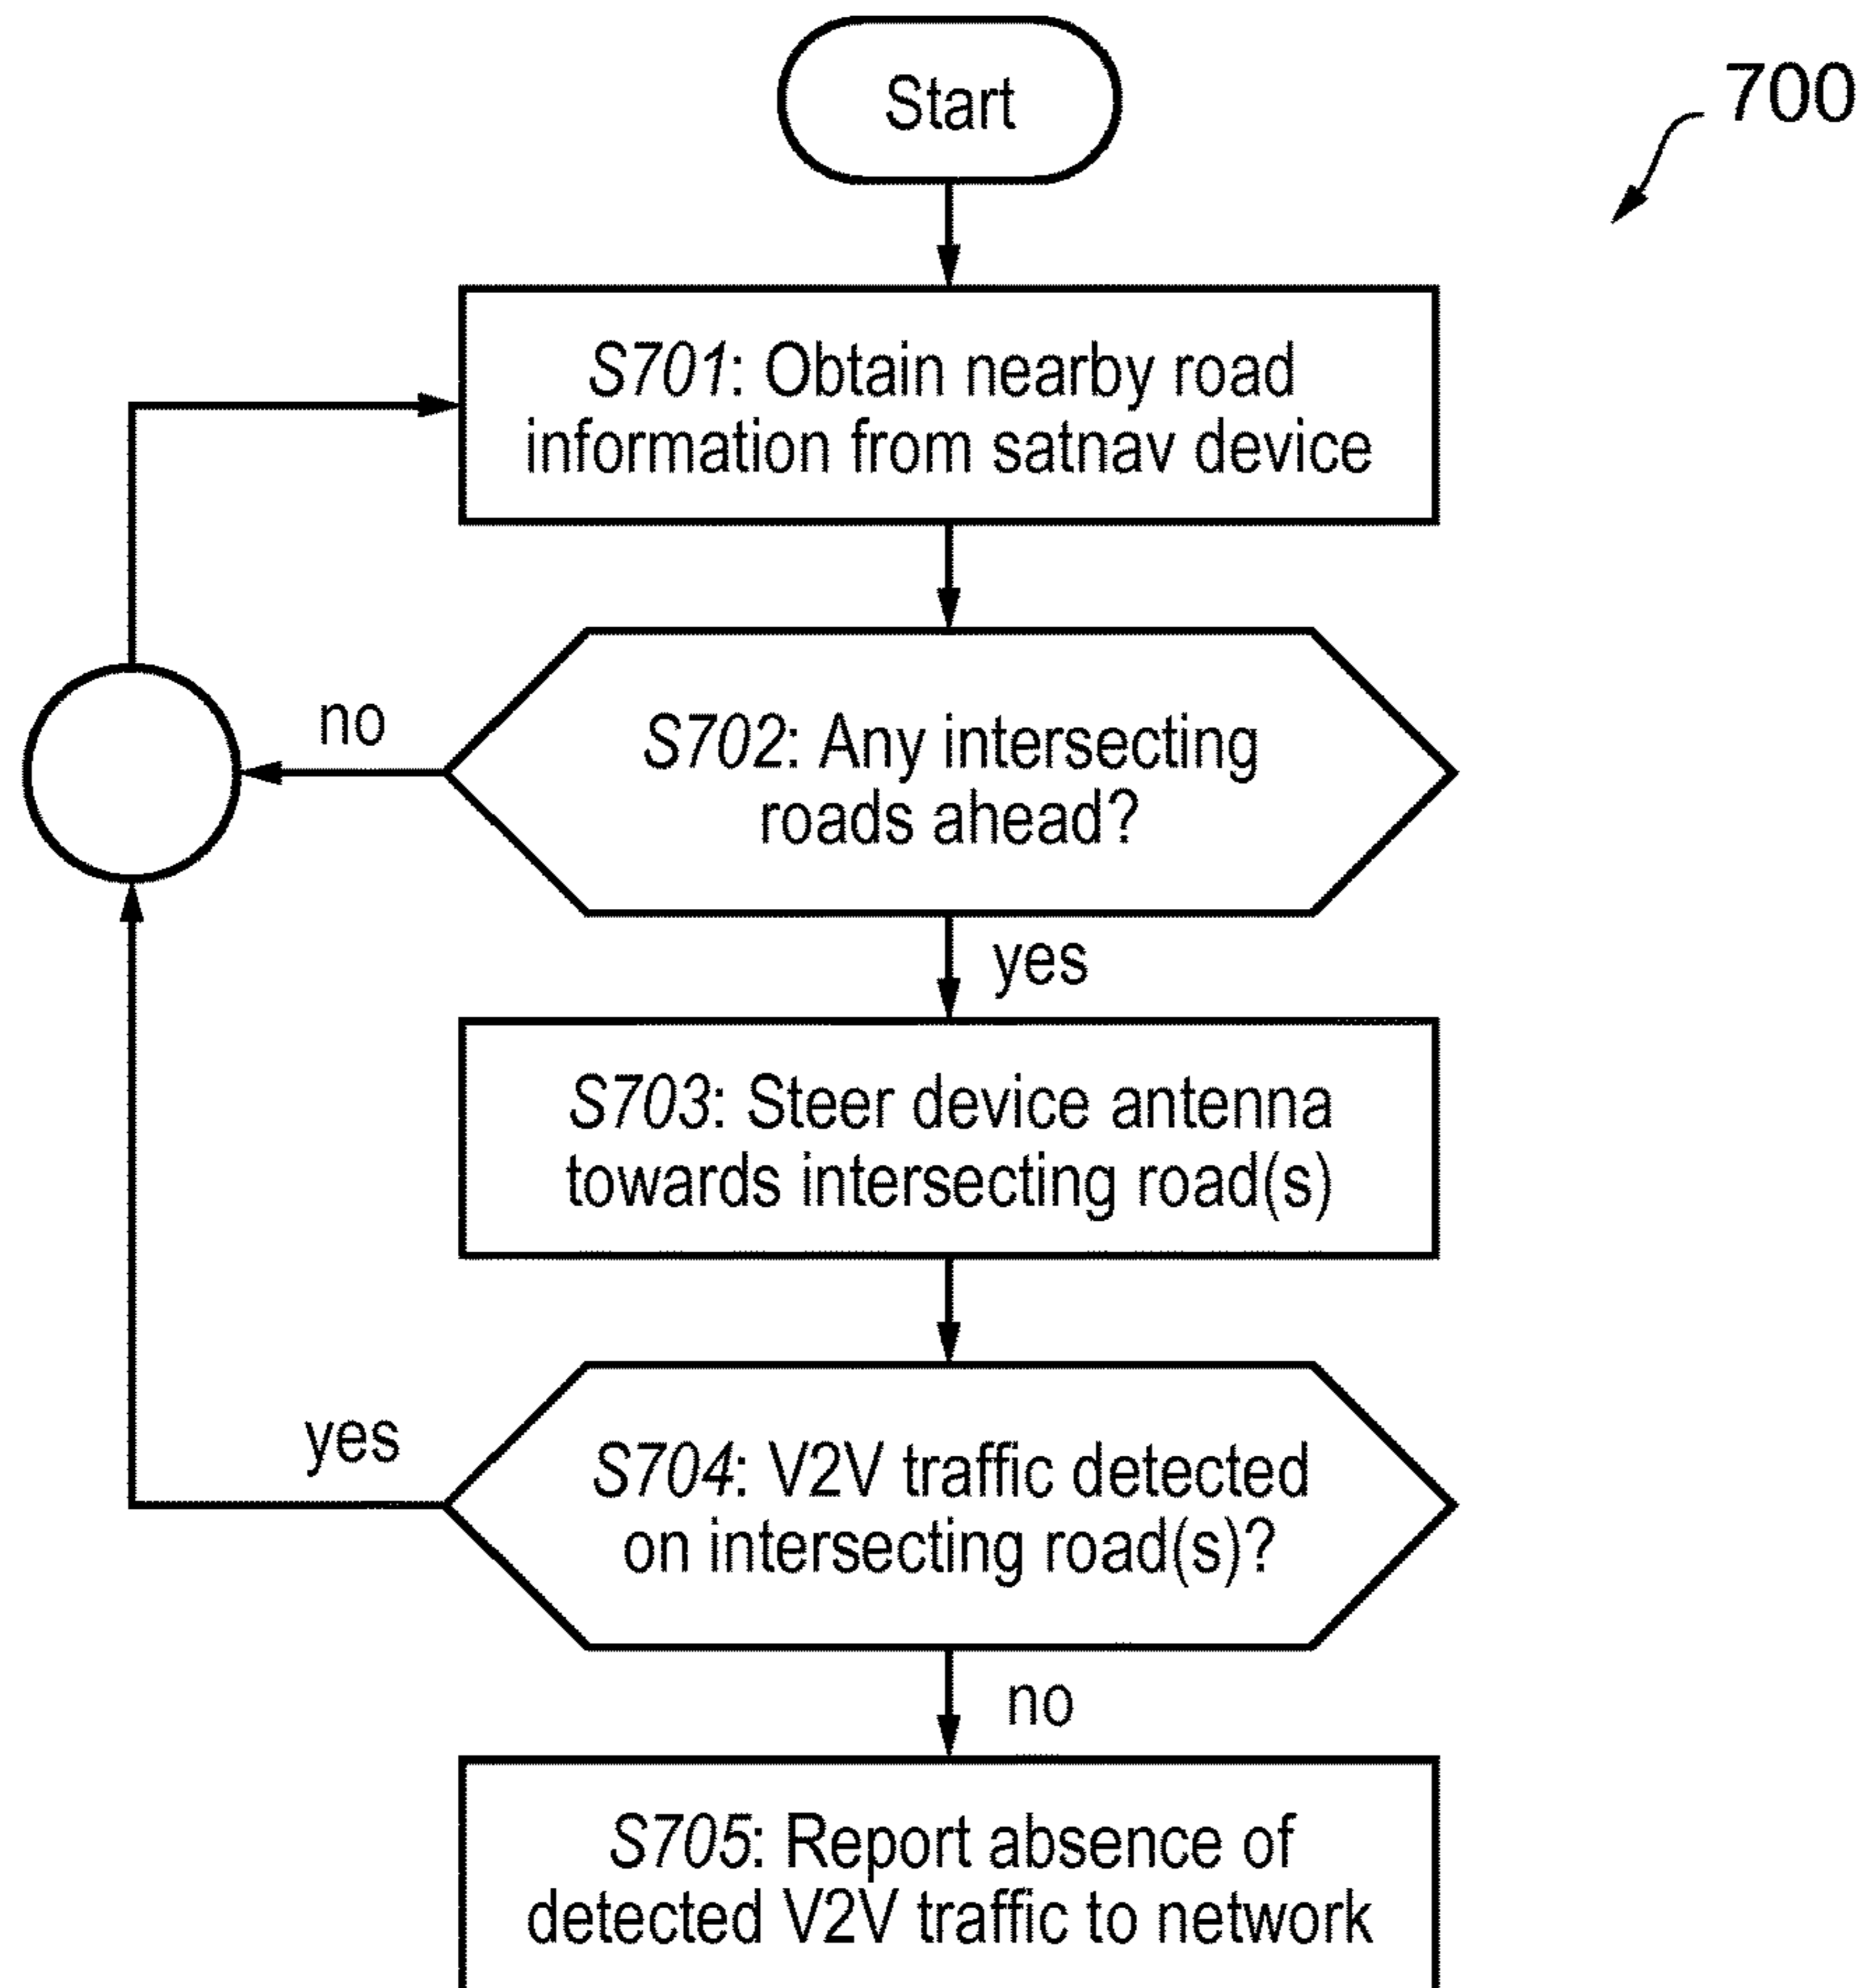 Start
700
S701: Obtain nearby road
information from satnav device
no
S702: Any intersecting
roads ahead?
yes
S703: Steer device antenna
towards intersecting road(s)
yes
S704: V2V traffic detected
on intersecting road(s)?
no
S705: Report absence of
detected V2V traffic to network